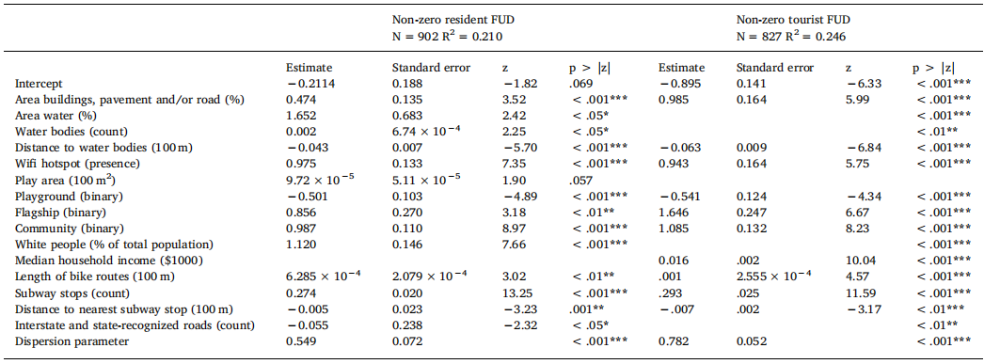 Non-zero resident FUD Non-zero tourist FUD
N = 902 R² = 0.210 N = 827 R² = 0.246
Estimate Standard error z p > |z| Estimate Standard error z p > |z|
Intercept −0.2114 0.188 −1.82 .069 −0.895 0.141 −6.33 < .001***
Area buildings, pavement and/or road (%) 0.474 0.135 3.52 < .001*** 0.985 0.164 5.99 < .001***
Area water (%) 1.652 0.683 2.42 < .05* < .001***
Water bodies (count) 0.002 6.74 × 10⁻⁴ 2.25 < .05* < .01**
Distance to water bodies (100 m) −0.043 0.007 −5.70 < .001*** −0.063 0.009 −6.84 < .001***
Wifi hotspot (presence) 0.975 0.133 7.35 < .001*** 0.943 0.164 5.75 < .001***
Play area (100 m²) 9.72 × 10⁻⁵ 5.11 × 10⁻⁵ 1.90 .057
Playground (binary) −0.501 0.103 −4.89 < .001*** −0.541 0.124 −4.34 < .001***
Flagship (binary) 0.856 0.270 3.18 < .01** 1.646 0.247 6.67 < .001***
Community (binary) 0.987 0.110 8.97 < .001*** 1.085 0.132 8.23 < .001***
White people (% of total population) 1.120 0.146 7.66 < .001*** < .001***
Median household income ($1000) 0.016 .002 10.04 < .001***
Length of bike routes (100 m) 6.285 × 10⁻⁴ 2.079 × 10⁻⁴ 3.02 < .01** .001 2.555 × 10⁻⁴ 4.57 < .001***
Subway stops (count) 0.274 0.020 13.25 < .001*** .293 .025 11.59 < .001***
Distance to nearest subway stop (100 m) −0.005 0.023 −3.23 .001** −.007 .002 −3.17 < .01***
Interstate and state-recognized roads (count) −0.055 0.238 −2.32 < .05* < .01**
Dispersion parameter 0.549 0.072 < .001*** 0.782 0.052 < .001***